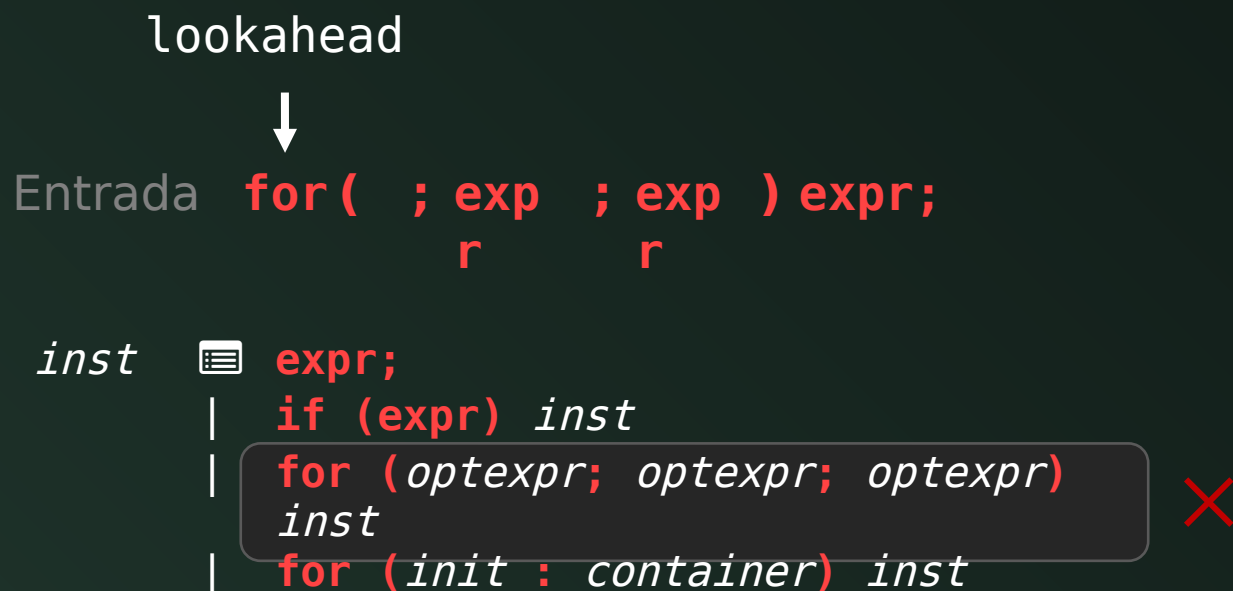 lookahead
Entrada for( ; exp ; exp ) expr;
r r
inst expr;
| if (expr) inst
| for (optexpr; optexpr; optexpr)
inst
| for (init : container) inst